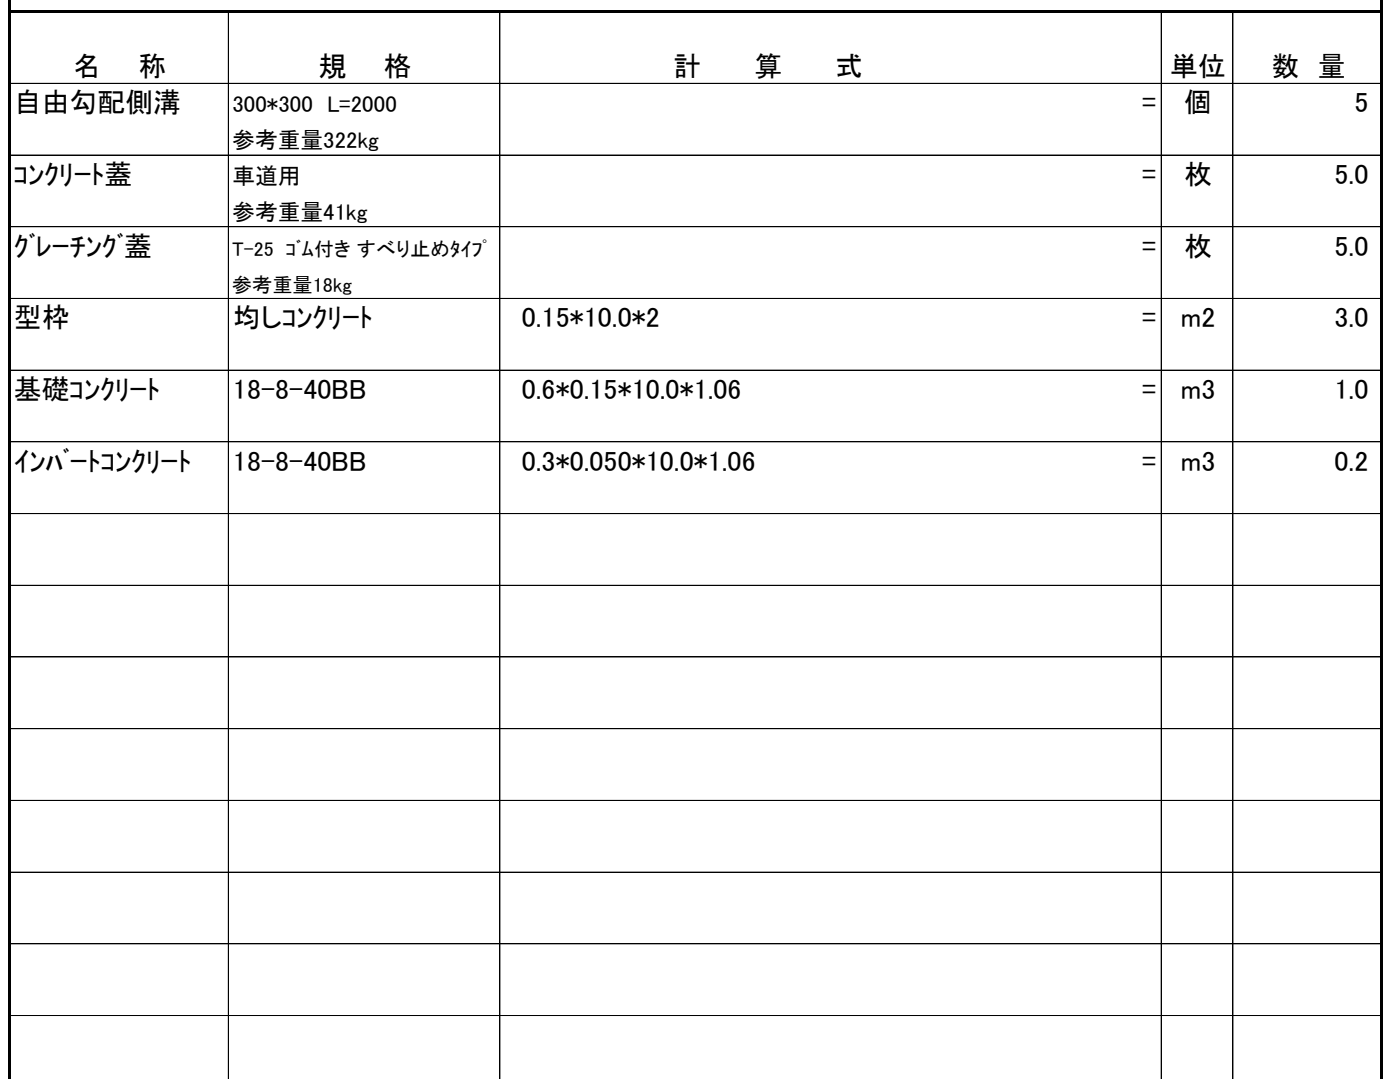 名 称 規 格 計 算 式 単位 数 量
自由勾配側溝 300*300 L=2000 = 個 5
参考重量322kg
ｺﾝｸﾘｰﾄ蓋 車道用 = 枚 5.0
参考重量41kg
ｸﾞﾚｰﾁﾝｸﾞ蓋 T-25 ｺﾞﾑ付き すべり止めﾀｲﾌﾟ = 枚 5.0
参考重量18kg
型枠 均しｺﾝｸﾘｰﾄ 0.15*10.0*2 = m2 3.0
基礎ｺﾝｸﾘｰﾄ 18-8-40BB 0.6*0.15*10.0*1.06 = m3 1.0
ｲﾝﾊﾞｰﾄｺﾝｸﾘｰﾄ 18-8-40BB 0.3*0.050*10.0*1.06 = m3 0.2